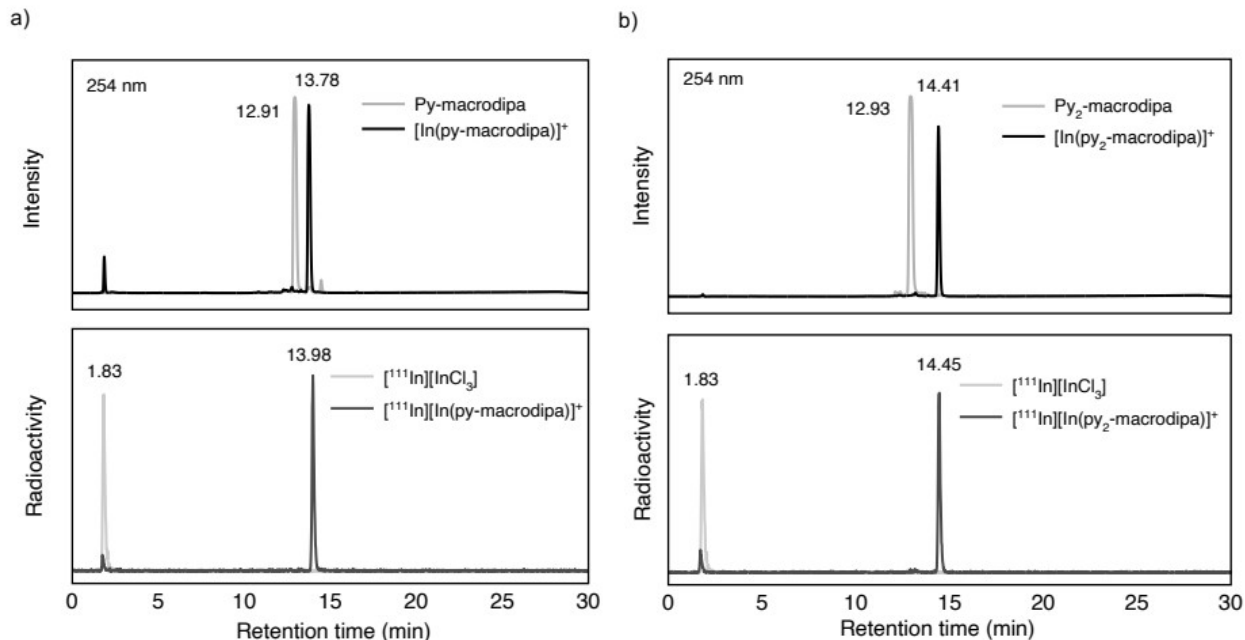 a)
254 nm
12.91
13.78
Py-macrodipa
[In(py-macrodipa)]⁺
Intensity
1.83
13.98
[¹¹¹In][InCl₃]
[¹¹¹In][In(py-macrodipa)]⁺
Radioactivity
0 5 10 15 20 25 30
Retention time (min)
b)
254 nm
12.93
14.41
Py₂-macrodipa
[In(py₂-macrodipa)]⁺
Intensity
1.83
14.45
[¹¹¹In][InCl₃]
[¹¹¹In][In(py₂-macrodipa)]⁺
Radioactivity
0 5 10 15 20 25 30
Retention time (min)